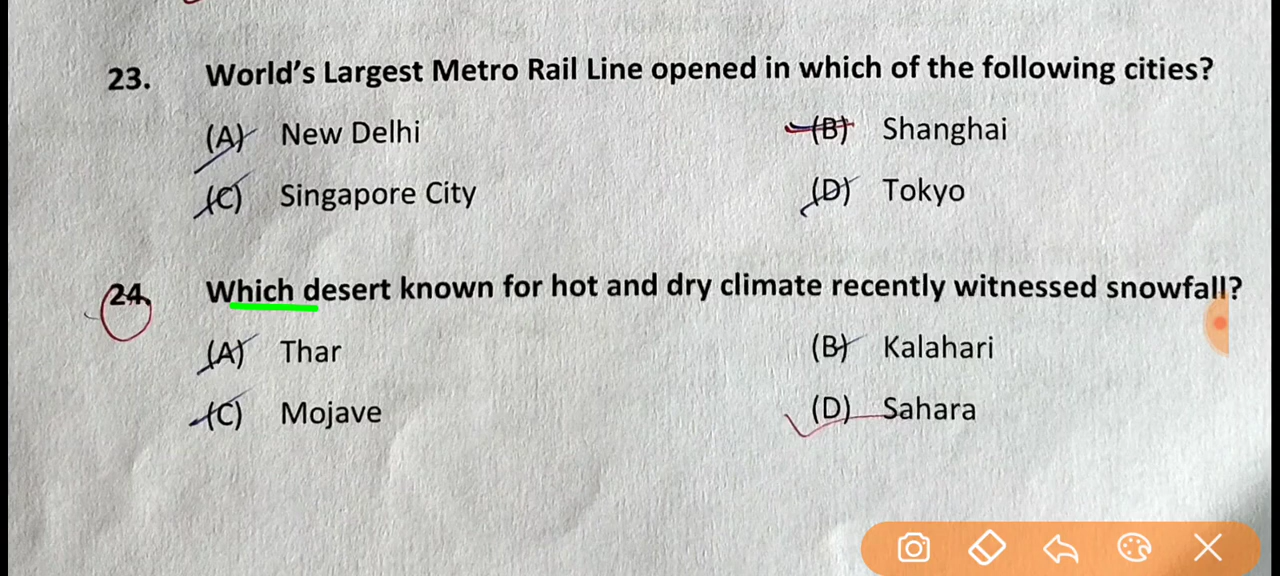 23. World's Largest Metro Rail Line opened in which of the following cities?
(A) New Delhi (B) Shanghai
(C) Singapore City (D) Tokyo
24. Which desert known for hot and dry climate recently witnessed snowfall?
(A) Thar (B) Kalahari
(C) Mojave (D) Sahara